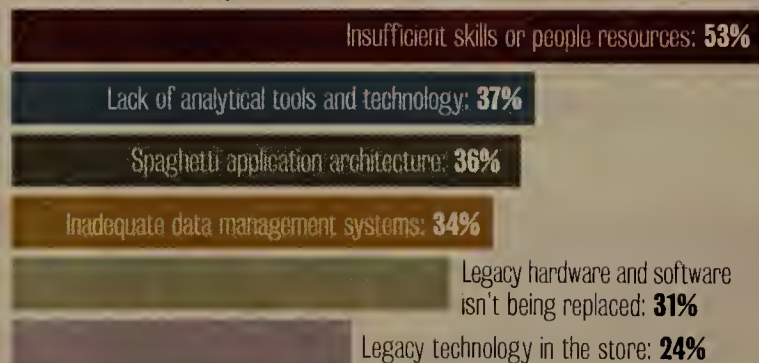 Insufficient skills or people resources: 53%
Lack of analytical tools and technology: 37%
Spaghetti application architecture: 36%
Inadequate data management systems: 34%
Legacy hardware and software
isn't being replaced: 31%
Legacy technology in the store: 24%